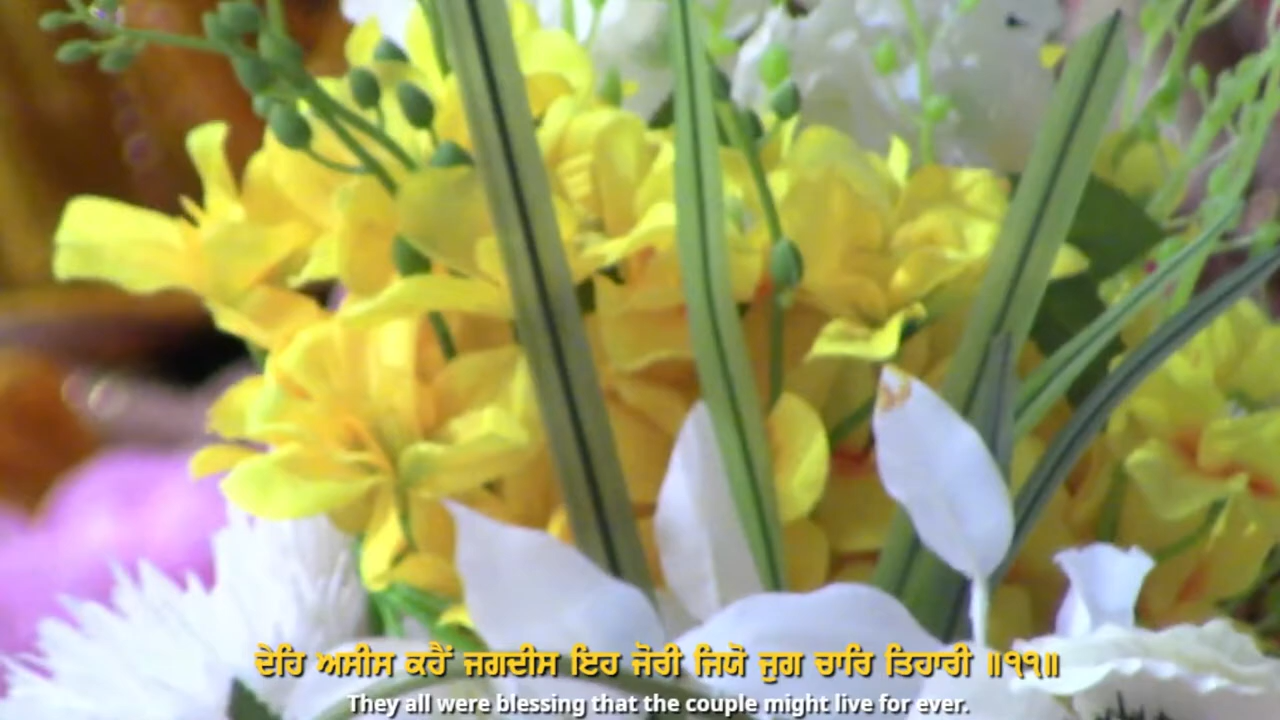 ਦੇਹਿ ਅਸੀਸ ਕਹੈਂ ਜਗਦੀਸ ਇਹ ਜੋਰੀ ਜਿਯੋ ਜੁਗ ਚਾਰਿ ਤਿਹਾਰੀ ॥੧੧॥
They all were blessing that the couple might live for ever.